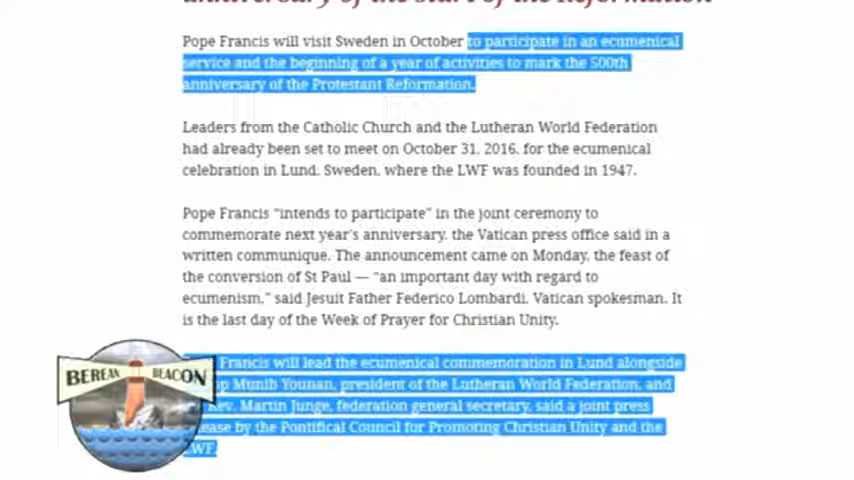 Pope Francis will visit Sweden in October to participate in an ecumenical
service and the beginning of a year of activities to mark the 500th
anniversary of the Protestant Reformation.
Leaders from the Catholic Church and the Lutheran World Federation
had already been set to meet on October 31, 2016, for the ecumenical
celebration in Lund, Sweden, where the LWF was founded in 1947.
Pope Francis “intends to participate” in the joint ceremony to
commemorate next year's anniversary, the Vatican press office said in a
written communique. The announcement came on Monday, the feast of
the conversion of St Paul — “an important day with regard to
ecumenism,” said Jesuit Father Federico Lombardi, Vatican spokesman. It
is the last day of the Week of Prayer for Christian Unity.
Francis will lead the ecumenical commemoration in Lund alongside
Munib Younan, president of the Lutheran World Federation, and
Rev. Martin Junge, federation general secretary, said a joint press
by the Pontifical Council for Promoting Christian Unity and the
LWF.
BEREAN BEACON